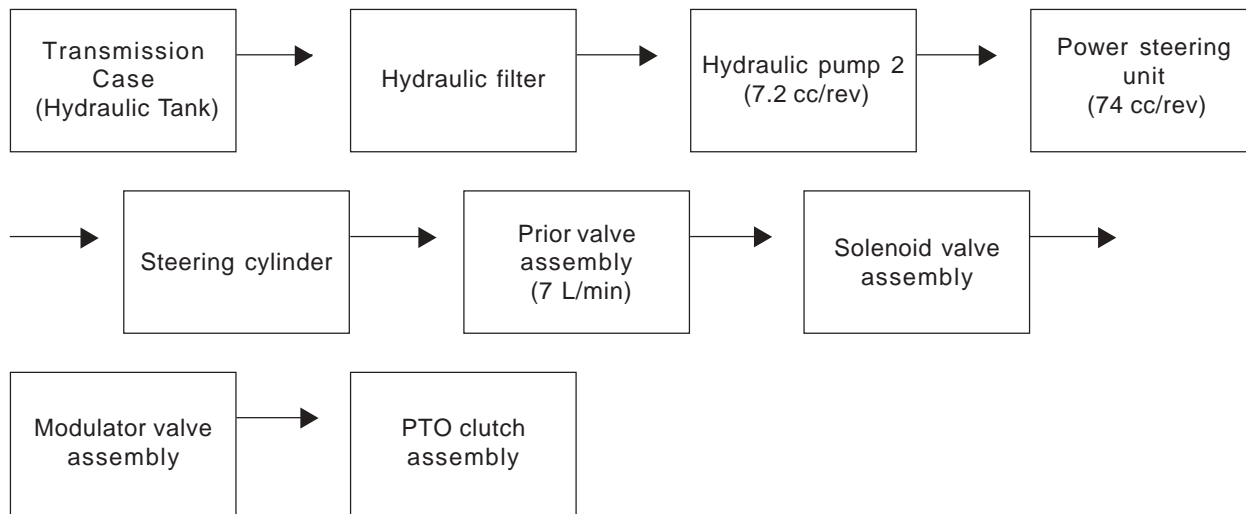 Transmission
Case
(Hydraulic Tank)
Hydraulic filter
Hydraulic pump 2
(7.2 cc/rev)
Power steering
unit
(74 cc/rev)
Steering cylinder
Prior valve
assembly
(7 L/min)
Solenoid valve
assembly
Modulator valve
assembly
PTO clutch
assembly